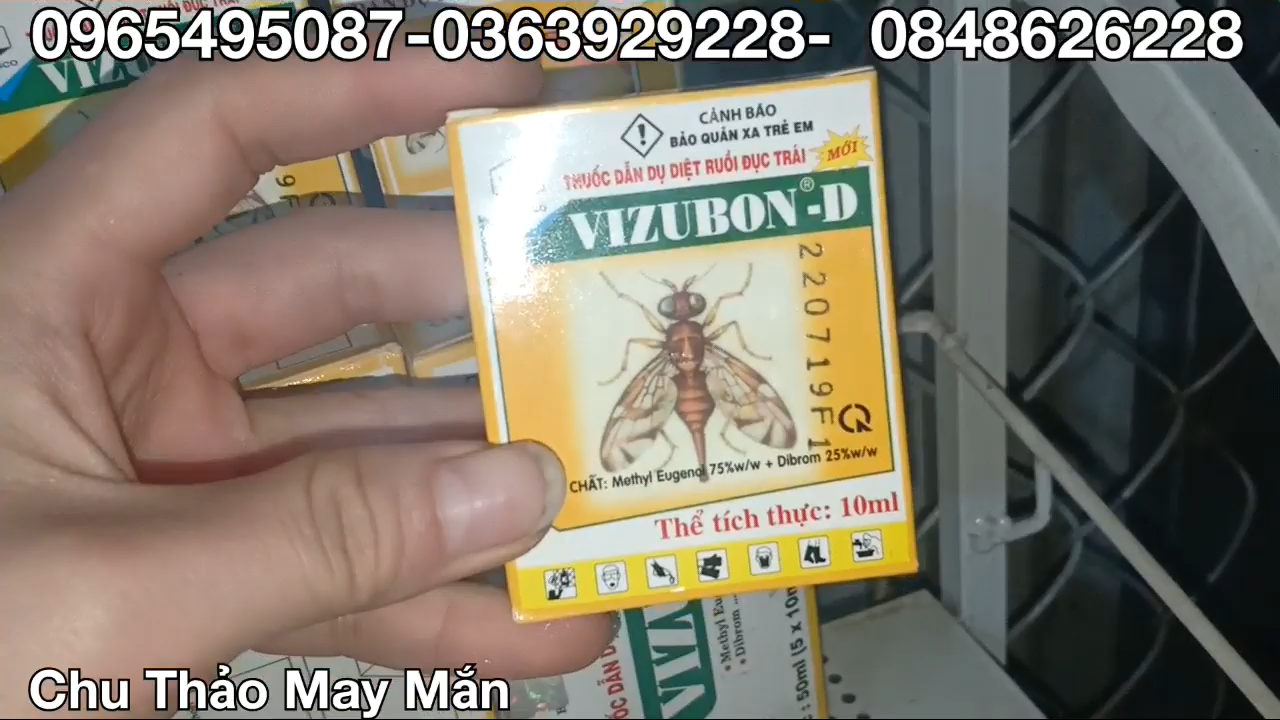 0965495087-0363929228- 0848626228
CẢNH BÁO
BẢO QUẢN XA TRẺ EM
THUỐC DẪN DỤ DIỆT RUỒI ĐỤC TRÁI
MỚI
VIZUBON®-D
220719F1
CHẤT: Methyl Eugenol 75%w/w + Dibrom 25%w/w
Thể tích thực: 10ml
Chu Thảo May Mắn